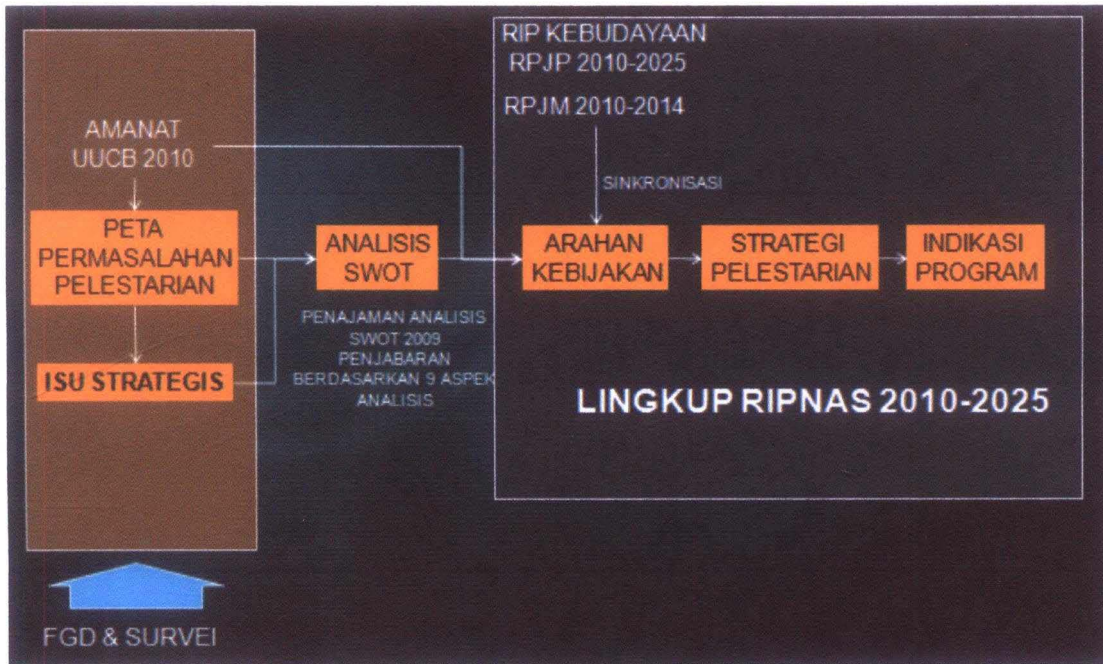 AMANAT
UUCB 2010
PETA
PERMASALAHAN
PELESTARIAN
ISU STRATEGIS
FGD & SURVEI
ANALISIS
SWOT
PENAJAMAN ANALISIS
SWOT 2009
PENJABARAN
BERDASARKAN 9 ASPEK
ANALISIS
RIP KEBUDAYAAN
RPJP 2010-2025
RPJM 2010-2014
SINKRONISASI
ARAHAN
KEBIJAKAN
STRATEGI
PELESTARIAN
INDIKASI
PROGRAM
LINGKUP RIPNAS 2010-2025